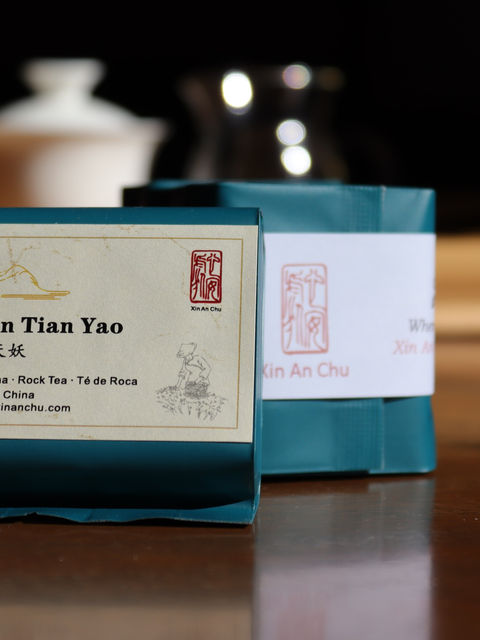 Xin An Chu
n Tian Yao
天妖
a · Rock Tea · Té de Roca
China
inanchu.com
Xin An Chu
Whe
Xin A